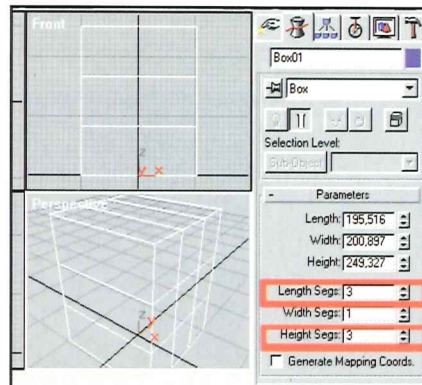 Front
z
y x
Perspective
z
y
x
Box01
Box
Selection Level:
Sub-Object
Parameters
Length: 195,516
Width: 200,897
Height: 249,327
Length Segs: 3
Width Segs: 1
Height Segs: 3
Generate Mapping Coords.